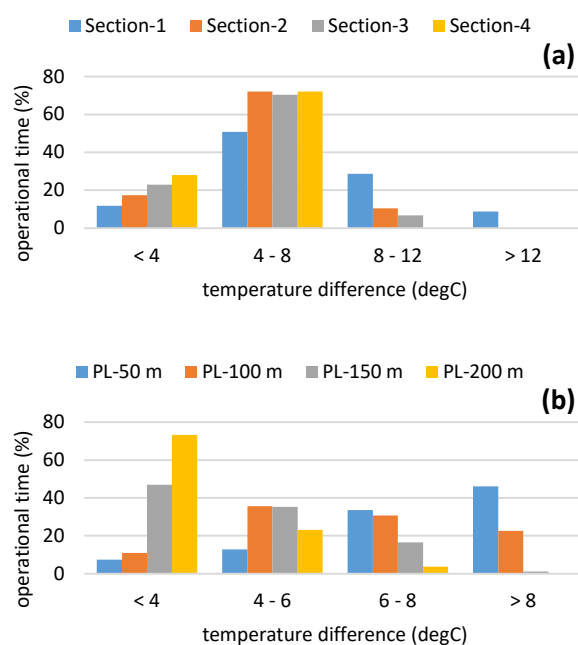 Section-1 Section-2 Section-3 Section-4
(a)
80
60
40
20
0
operational time (%)
< 4 4 - 8 8 - 12 > 12
temperature difference (degC)
PL-50 m PL-100 m PL-150 m PL-200 m
(b)
80
60
40
20
0
operational time (%)
< 4 4 - 6 6 - 8 > 8
temperature difference (degC)